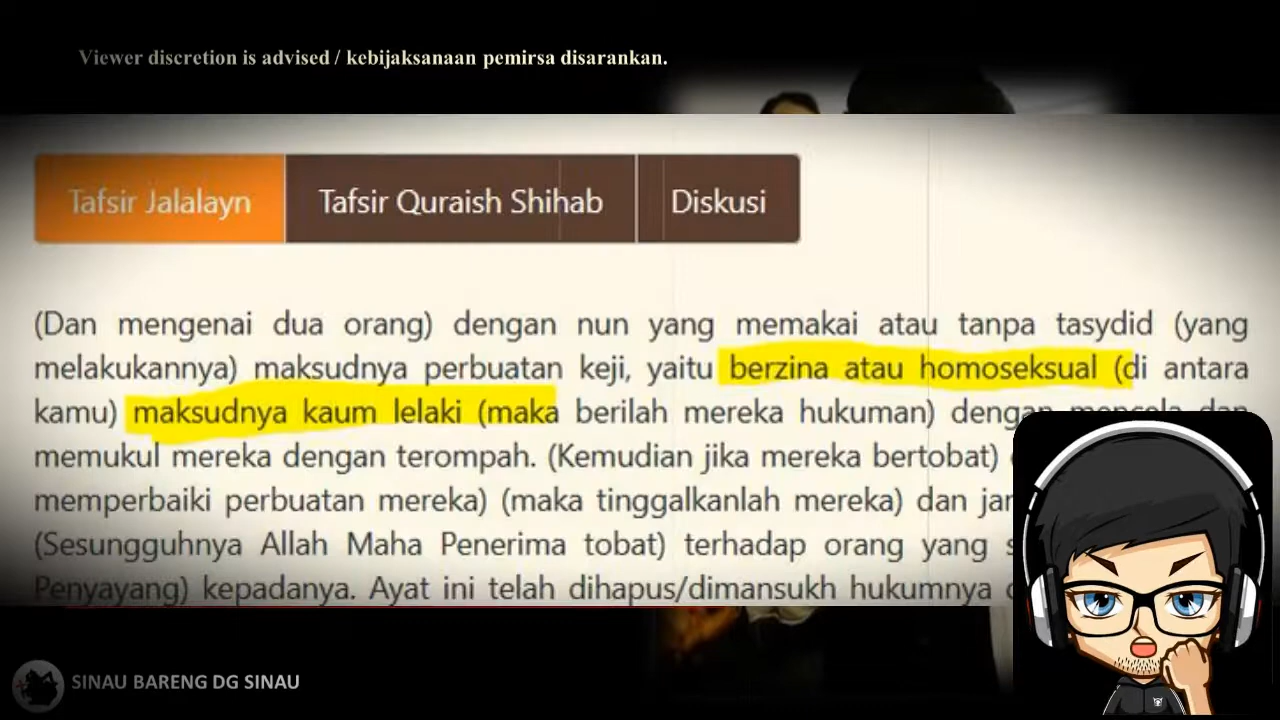 Viewer discretion is advised / kebijaksanaan pemirsa disarankan.
Tafsir Jalalayn
Tafsir Quraish Shihab
Diskusi
(Dan mengenai dua orang) dengan nun yang memakai atau tanpa tasydid (yang
melakukannya) maksudnya perbuatan keji, yaitu berzina atau homoseksual (di antara
kamu) maksudnya kaum lelaki (maka berilah mereka hukuman) dengan mencela dan
memukul mereka dengan terompah. (Kemudian jika mereka bertobat)
memperbaiki perbuatan mereka) (maka tinggalkanlah mereka) dan
(Sesungguhnya Allah Maha Penerima tobat) terhadap orang yang
Penyayang) kepadanya. Ayat ini telah dihapus/dimansukh hukumnya
SINAU BARENG DG SINAU